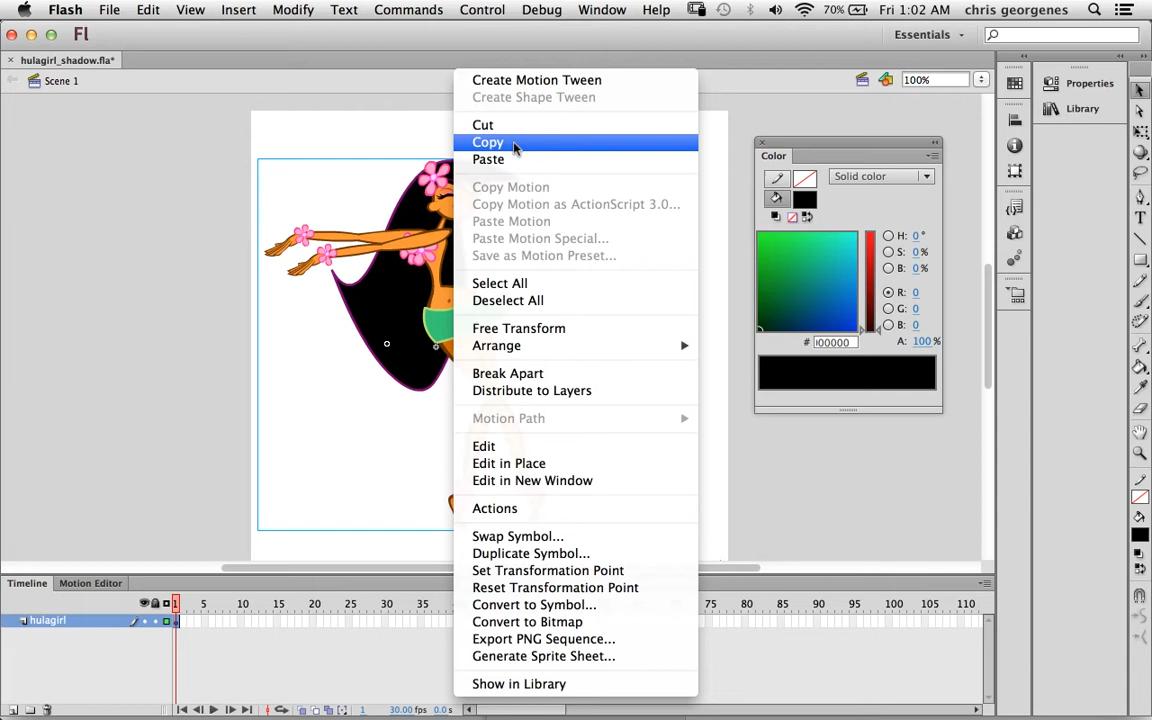 Flash File Edit View Insert Modify Text Commands Control Debug Window Help 70% Fri 1:02 AM chris georgenes
Fl Essentials
× hulagirl_shadow.fla*
Scene 1 100%
Create Motion Tween
Create Shape Tween
Cut
Copy
Paste
Copy Motion
Copy Motion as ActionScript 3.0...
Paste Motion
Paste Motion Special...
Save as Motion Preset...
Select All
Deselect All
Free Transform
Arrange
Break Apart
Distribute to Layers
Motion Path
Edit
Edit in Place
Edit in New Window
Actions
Swap Symbol...
Duplicate Symbol...
Set Transformation Point
Reset Transformation Point
Convert to Symbol...
Convert to Bitmap
Export PNG Sequence...
Generate Sprite Sheet...
Show in Library
Color
Solid color
H: 0 °
S: 0 %
B: 0 %
R: 0
G: 0
B: 0
# 000000 A: 100 %
Properties
Library
Timeline Motion Editor
1 5 10 15 20 25 30 35 40 75 80 85 90 95 100 105 110
hulagirl
1 30.00 fps 0.0 s